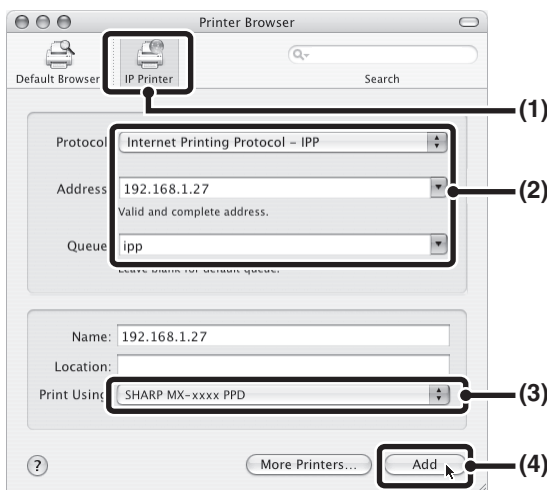 Printer Browser
Default Browser
IP Printer
Search
(1)
Protocol
Internet Printing Protocol – IPP
Address
192.168.1.27
(2)
Valid and complete address.
Queue
ipp
Leave blank for default queue.
Name:
192.168.1.27
Location:
Print Using
SHARP MX-xxxx PPD
(3)
?
More Printers...
Add
(4)